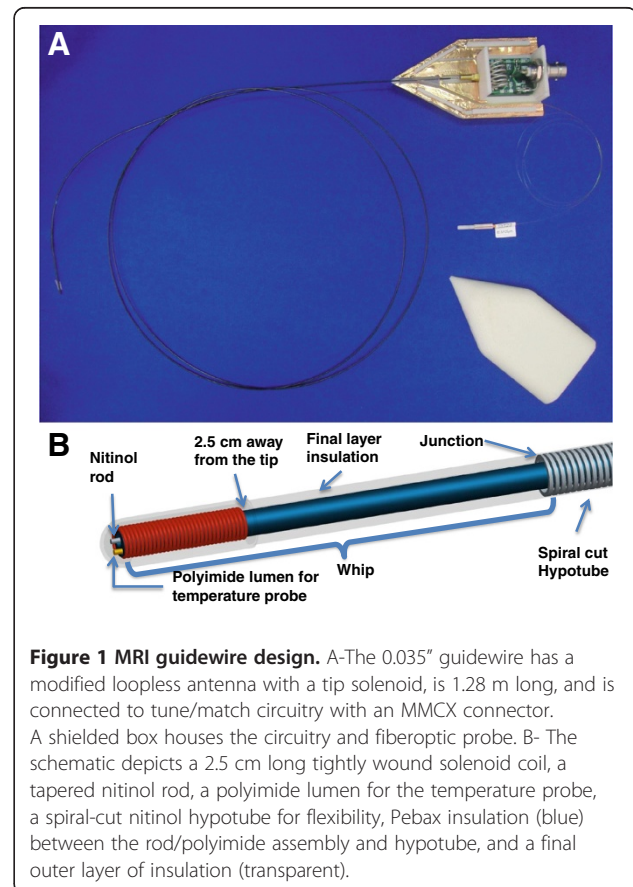 A
B
Nitinol
rod
2.5 cm away
from the tip
Final layer
insulation
Junction
Polyimide lumen for
temperature probe
Whip
Spiral cut
Hypotube
Figure 1 MRI guidewire design. A-The 0.035” guidewire has a
modified loopless antenna with a tip solenoid, is 1.28 m long, and is
connected to tune/match circuitry with an MMCX connector.
A shielded box houses the circuitry and fiberoptic probe. B- The
schematic depicts a 2.5 cm long tightly wound solenoid coil, a
tapered nitinol rod, a polyimide lumen for the temperature probe,
a spiral-cut nitinol hypotube for flexibility, Pebax insulation (blue)
between the rod/polyimide assembly and hypotube, and a final
outer layer of insulation (transparent).